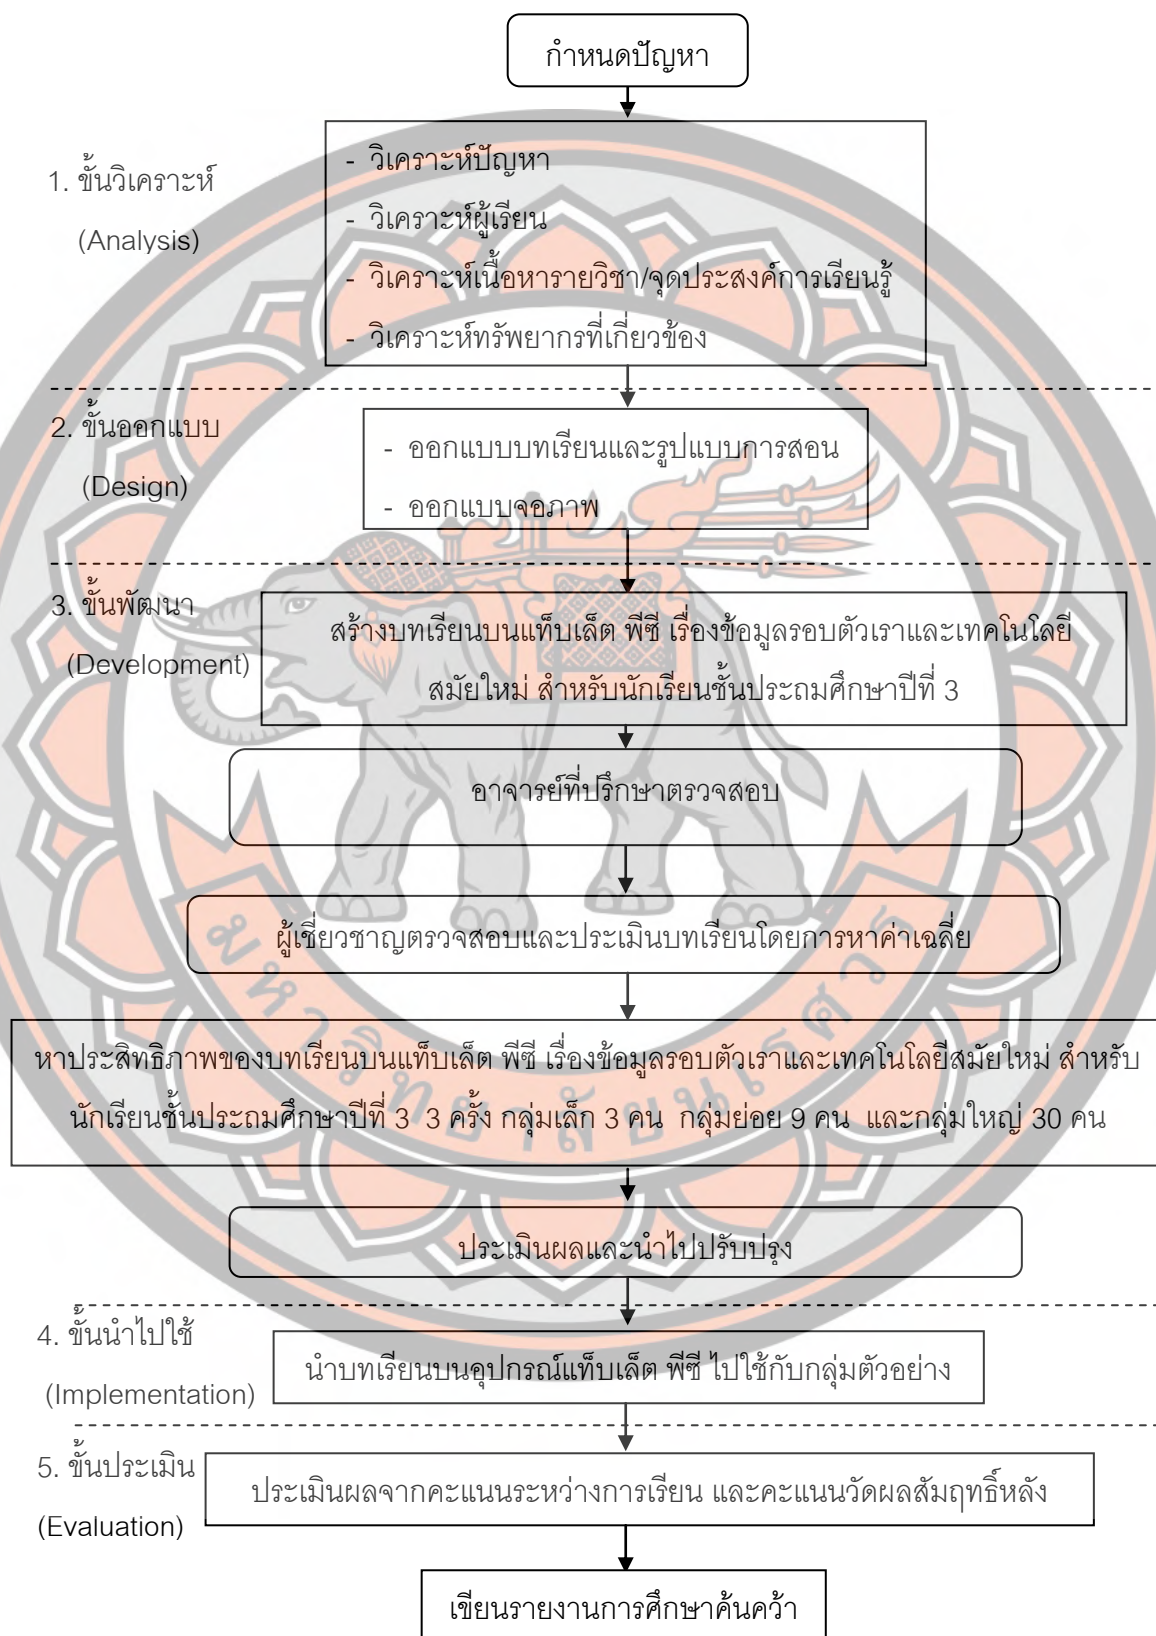 กำหนดปัญหา
1. ขั้นวิเคราะห์
(Analysis)
- วิเคราะห์ปัญหา
- วิเคราะห์ผู้เรียน
- วิเคราะห์เนื้อหารายวิชา/จุดประสงค์การเรียนรู้
- วิเคราะห์ทรัพยากรที่เกี่ยวข้อง
2. ขั้นออกแบบ
(Design)
- ออกแบบบทเรียนและรูปแบบการสอน
- ออกแบบจอภาพ
3. ขั้นพัฒนา
(Development)
สร้างบทเรียนบนแท็บเล็ต พีซี เรื่องข้อมูลรอบตัวเราและเทคโนโลยี
สมัยใหม่ สำหรับนักเรียนชั้นประถมศึกษาปีที่ 3
อาจารย์ที่ปรึกษาตรวจสอบ
ผู้เชี่ยวชาญตรวจสอบและประเมินบทเรียนโดยการหาค่าเฉลี่ย
หาประสิทธิภาพของบทเรียนบนแท็บเล็ต พีซี เรื่องข้อมูลรอบตัวเราและเทคโนโลยีสมัยใหม่ สำหรับ
นักเรียนชั้นประถมศึกษาปีที่ 3 3 ครั้ง กลุ่มเล็ก 3 คน กลุ่มย่อย 9 คน และกลุ่มใหญ่ 30 คน
มหาวิทยาลัยนเรศวร
ประเมินผลและนำไปปรับปรุง
4. ขั้นนำไปใช้
(Implementation)
นำบทเรียนบนอุปกรณ์แท็บเล็ต พีซี ไปใช้กับกลุ่มตัวอย่าง
5. ขั้นประเมิน
(Evaluation)
ประเมินผลจากคะแนนระหว่างการเรียน และคะแนนวัดผลสัมฤทธิ์หลัง
เขียนรายงานการศึกษาค้นคว้า